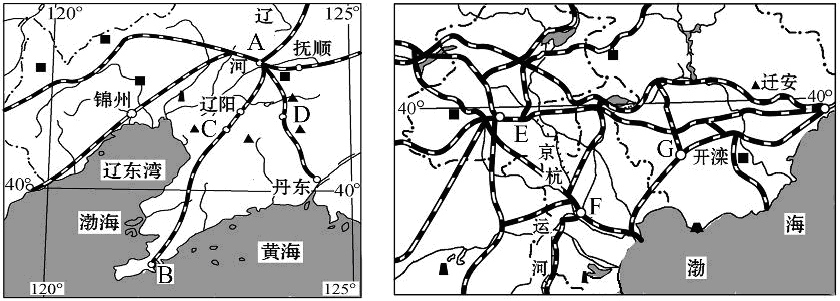 120°
125°
辽
A
抚顺
河
锦州
辽阳
C
D
辽东湾
40°
丹东
40°
渤海
黄海
B
120°
125°
40°
迁安
40°
E
京
杭
G
开滦
F
运
河
渤
海